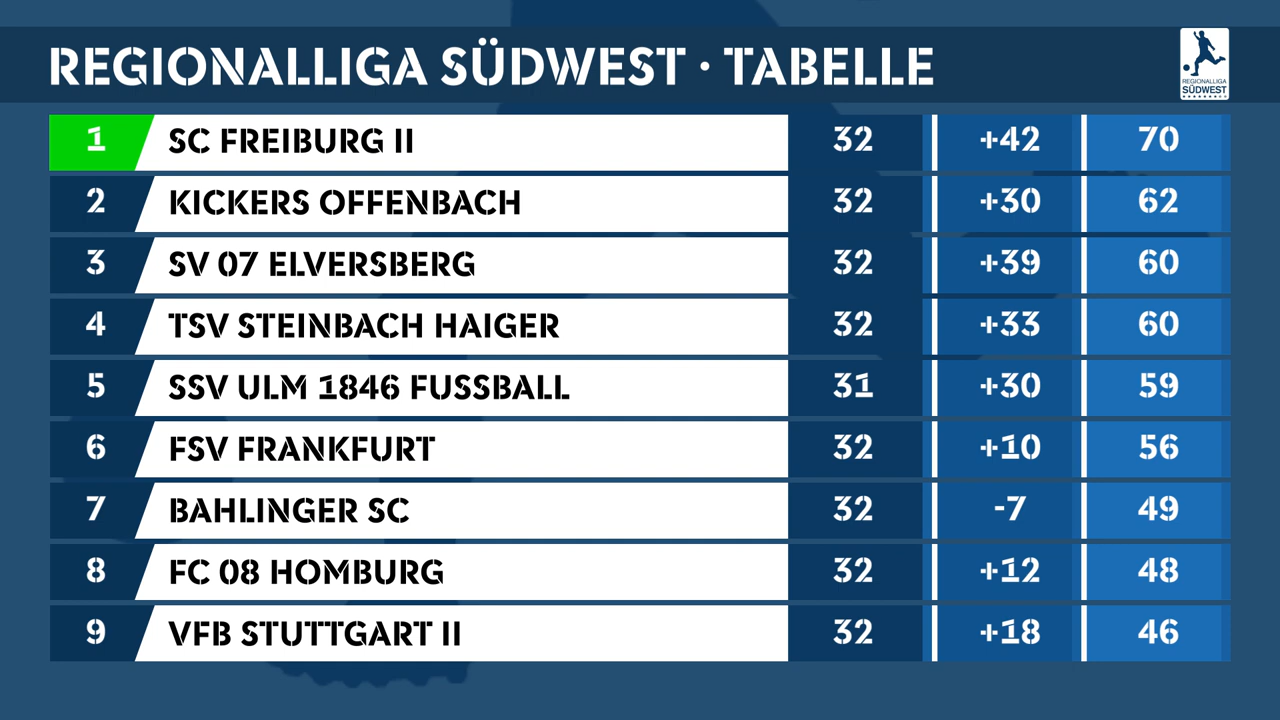 REGIONALLIGA SÜDWEST · TABELLE
REGIONALLIGA
SÜDWEST
1 SC FREIBURG II 32 +42 70
2 KICKERS OFFENBACH 32 +30 62
3 SV 07 ELVERSBERG 32 +39 60
4 TSV STEINBACH HAIGER 32 +33 60
5 SSV ULM 1846 FUSSBALL 31 +30 59
6 FSV FRANKFURT 32 +10 56
7 BAHLINGER SC 32 -7 49
8 FC 08 HOMBURG 32 +12 48
9 VFB STUTTGART II 32 +18 46